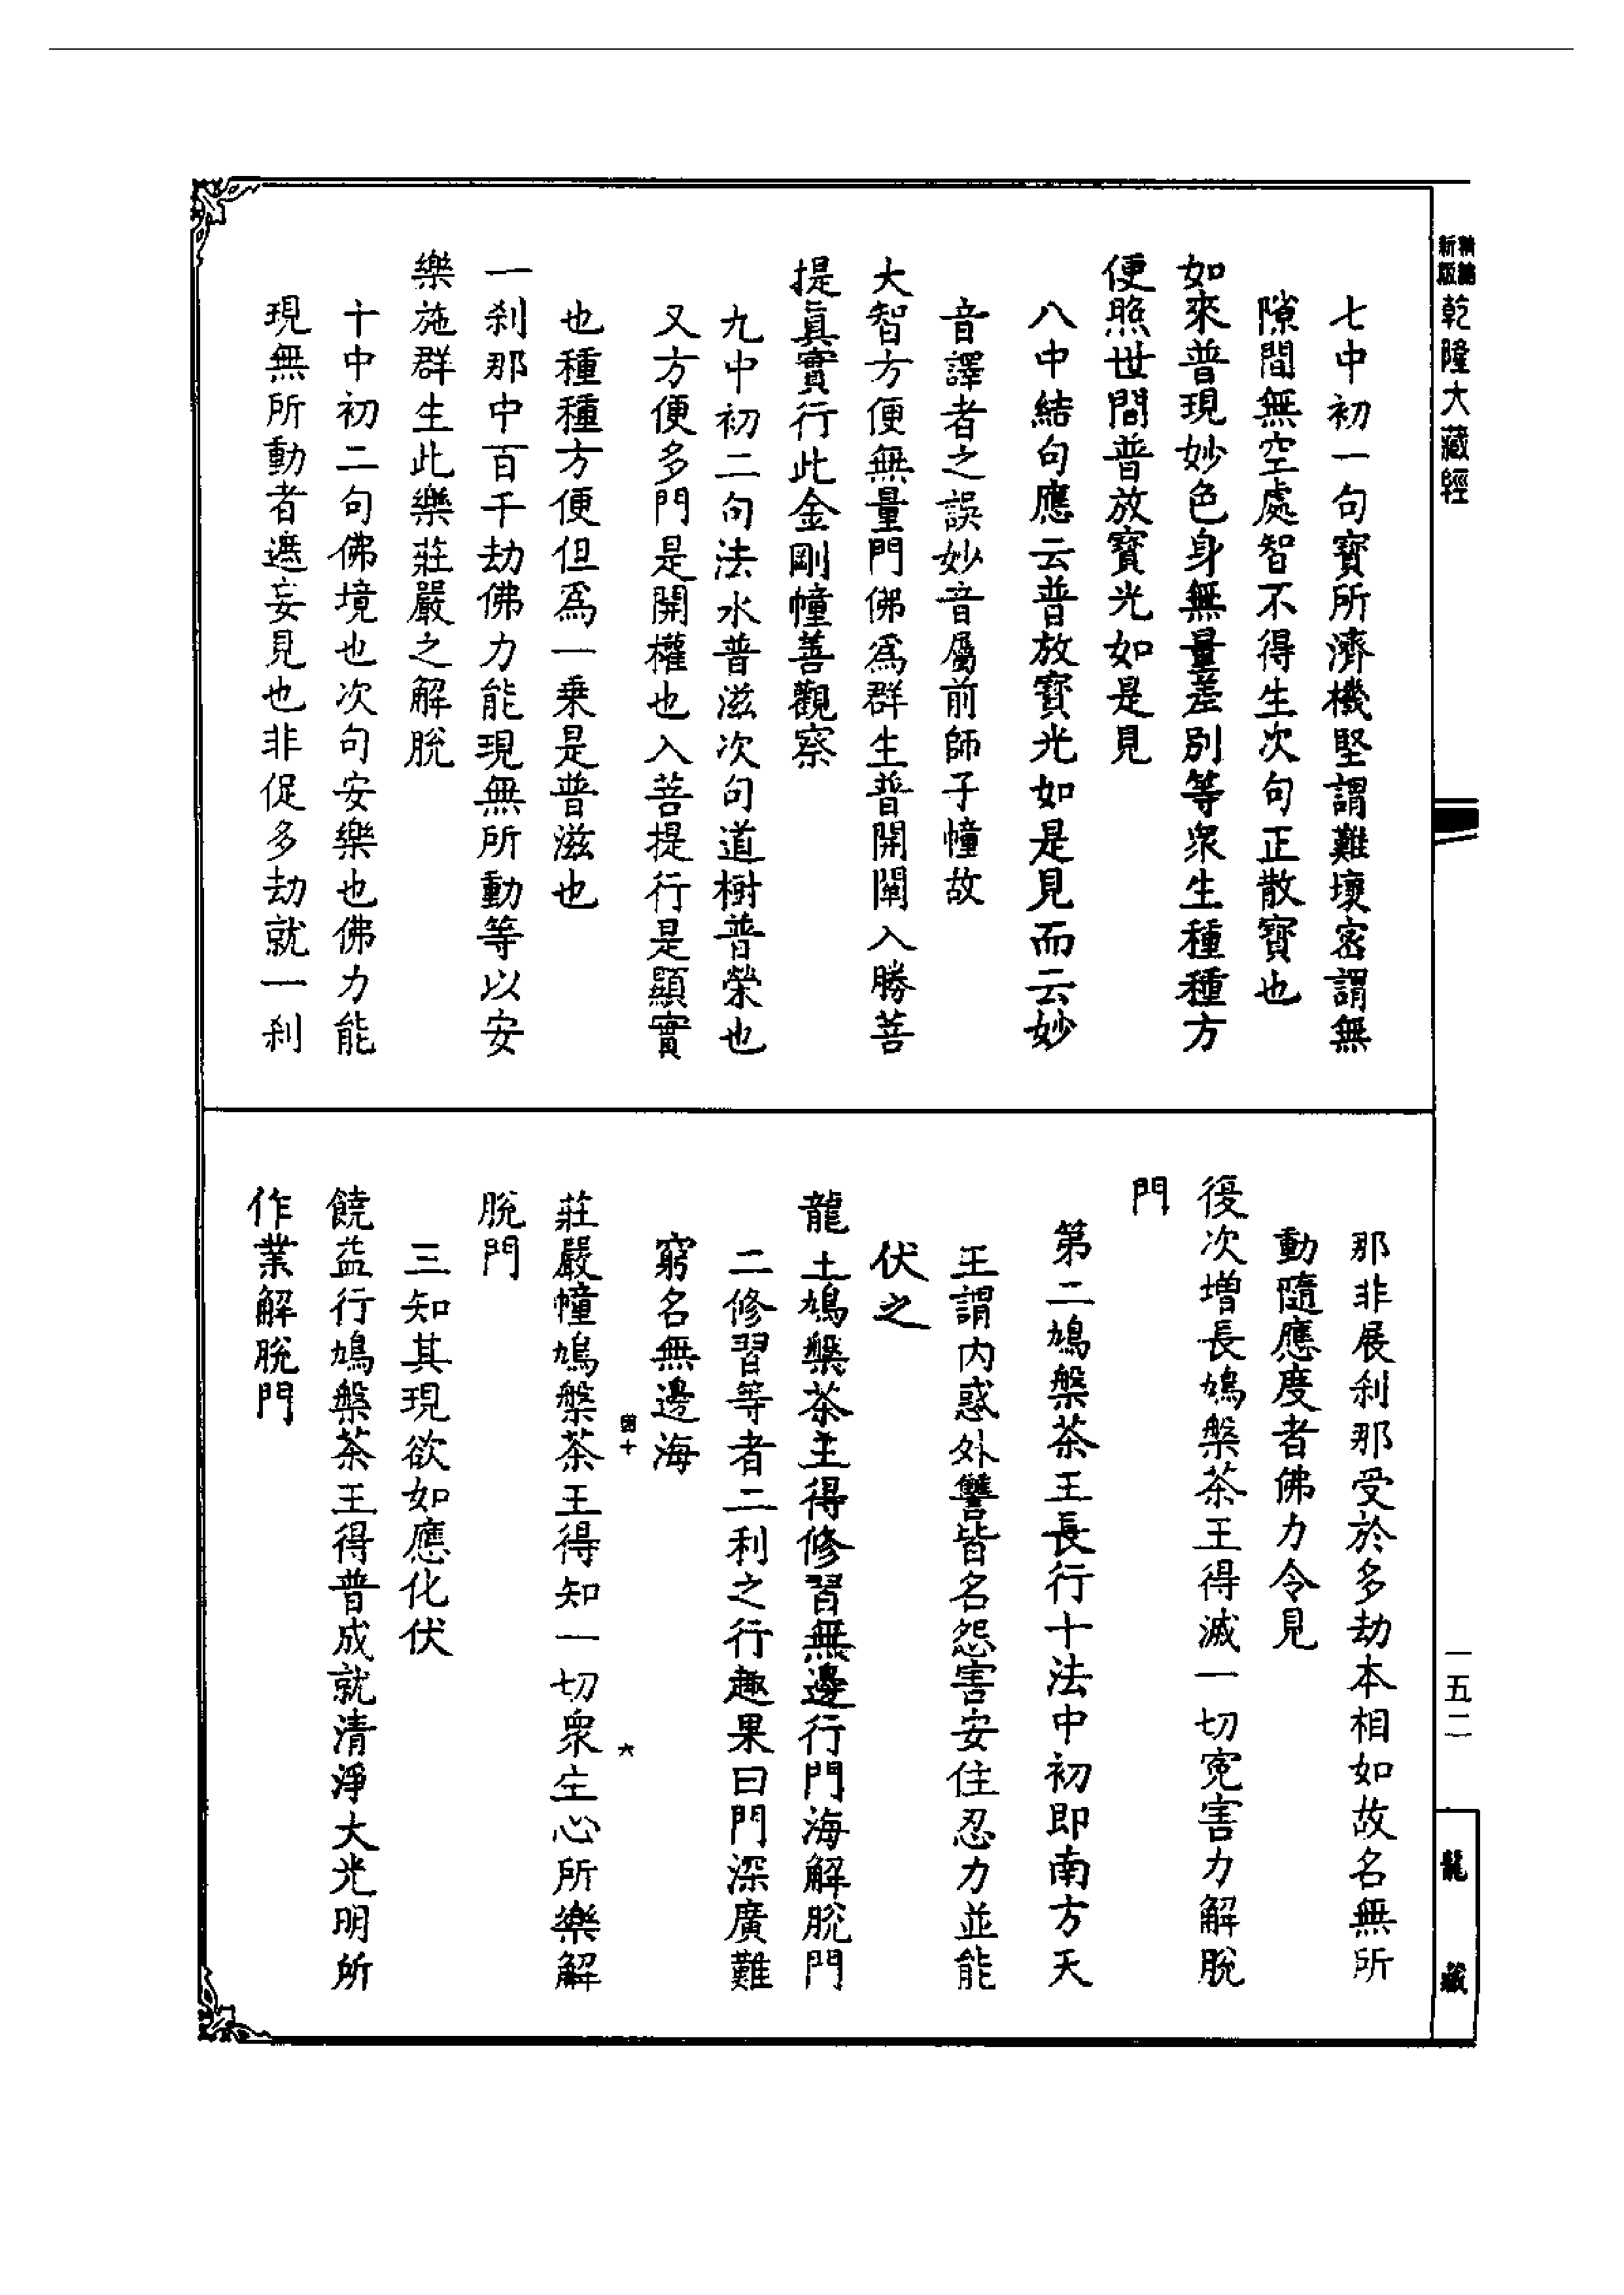 精編
新版
乾隆大藏經
七中初一句寶所濟機堅謂難壞密謂無
隙間無空處智不得生次句正散寶也
如來普現妙色身無量差別等衆生種種方
便照世間普放寶光如是見
八中結句應云普放寶光如是見而云妙
音譯者之誤妙音屬前師子幢故
大智方便無量門佛爲群生普開闡入勝菩
提眞實行此金剛幢善觀察
九中初二句法水普滋次句道樹普榮也
又方便多門是開權也入菩提行是顯實
也種種方便但爲一乗是普滋也
一刹那中百千劫佛力能現無所動等以安
樂施群生此樂莊嚴之解脫
十中初二句佛境也次句安樂也佛力能
現無所動者遮妄見也非促多劫就一刹
那非展刹那受於多劫本相如故名無所
動隨應度者佛力令見
復次增長鳩槃茶王得滅一切寃害力解脫
門
第二鳩槃茶王長行十法中初即南方天
王謂内惑外讐皆名怨害安住忍力並能
伏之
龍主鳩槃茶王得修習無邊行門海解脫門
二修習等者二利之行趣果曰門深廣難
窮名無邊海
莊嚴幢鳩槃茶王得知一切衆生心所樂解
脫門
三知其現欲如應化伏
饒益行鳩槃茶王得普成就清淨大光明所
作業解脫門
十
六
一五二
龍藏